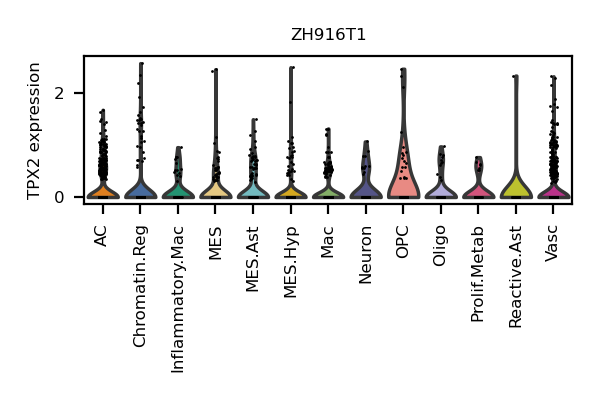 ZH916T1
TPX2 expression
2
0
AC
Chromatin.Reg
Inflammatory.Mac
MES
MES.Ast
MES.Hyp
Mac
Neuron
OPC
Oligo
Prolif.Metab
Reactive.Ast
Vasc